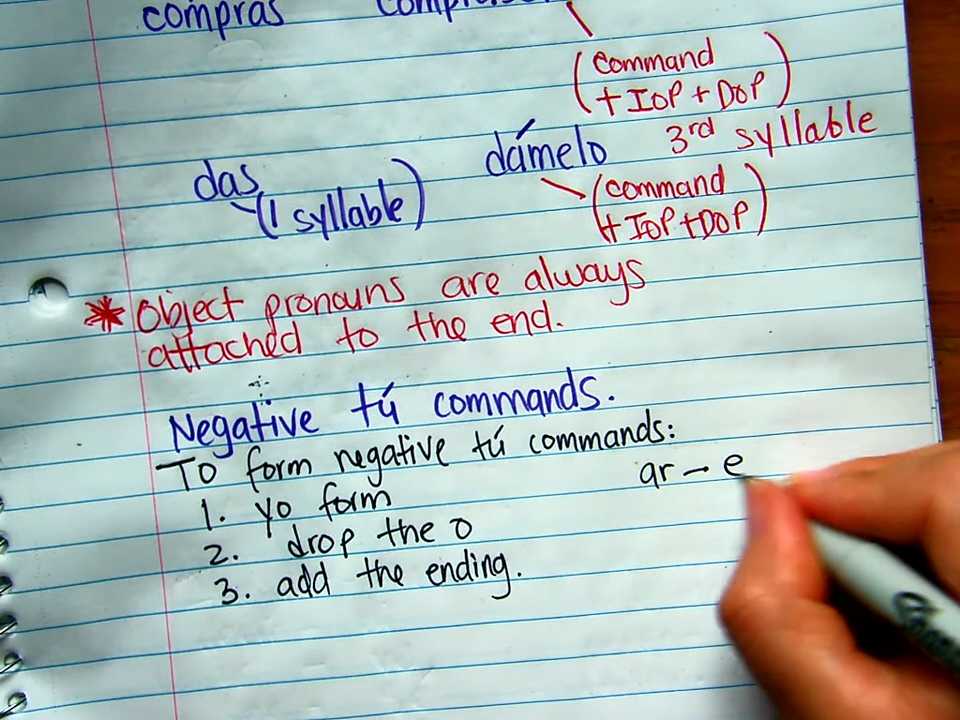 compras
(command
+ IOP + DOP)
das dámelo 3rd syllable
(1 syllable) (command
+ IOP + DOP)
* Object pronouns are always
attached to the end.
Negative tú commands.
To form negative tú commands:
ar - e
1. yo form
2. drop the o
3. add the ending.